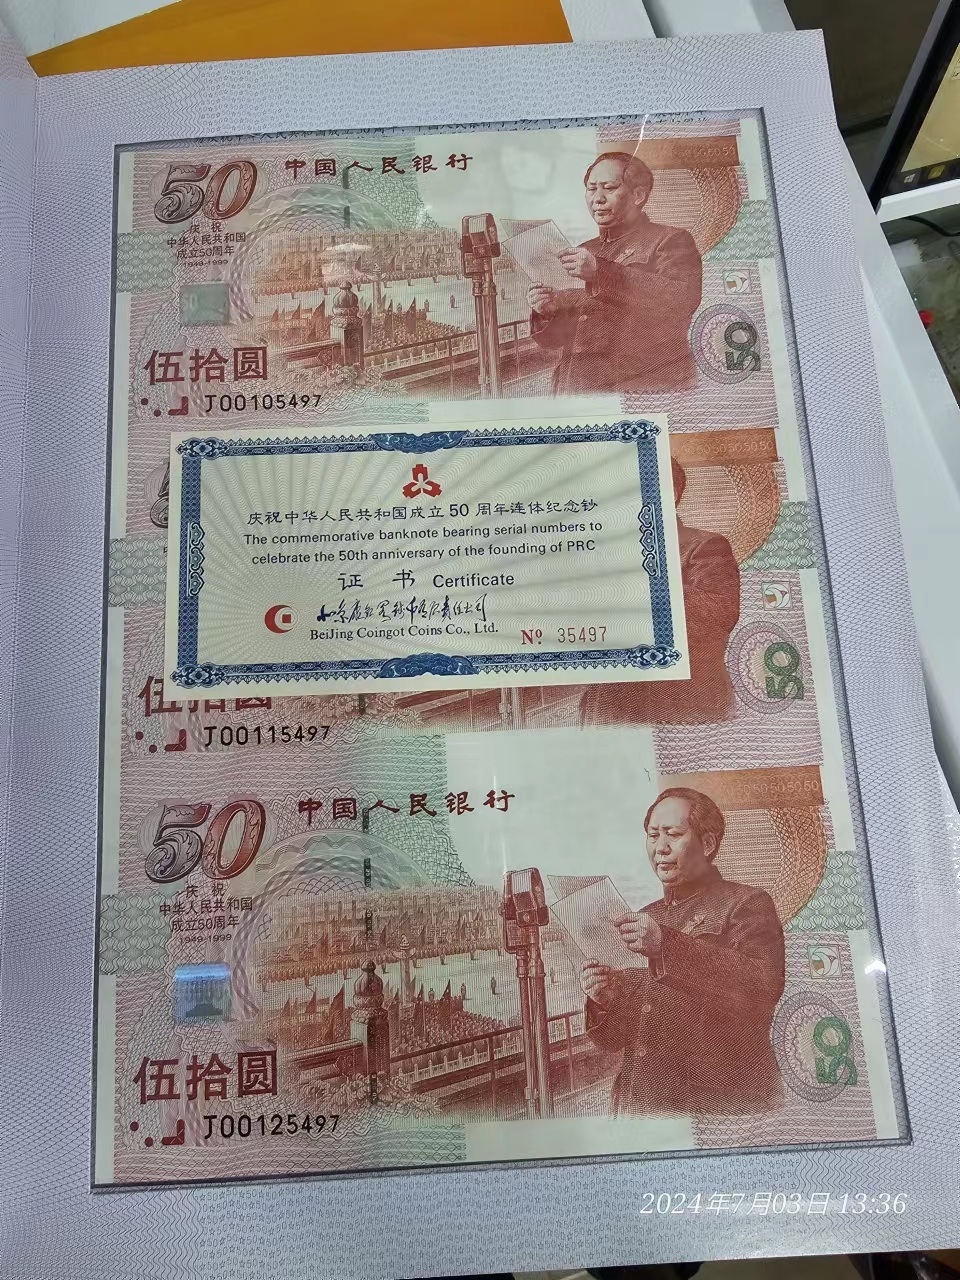 50
中国人民银行
庆祝
中华人民共和国
成立50周年
1949-1999
50
伍拾圆
J00105497
庆祝中华人民共和国成立50周年连体纪念钞
The commemorative banknote bearing serial numbers to
celebrate the 50th anniversary of the founding of PRC
证书 Certificate
BeiJing Coingot Coins Co., Ltd.
Nº 35497
50
伍拾圆
J00115497
50
中国人民银行
庆祝
中华人民共和国
成立50周年
1949-1999
50
伍拾圆
J00125497
2024年7月03日 13:36